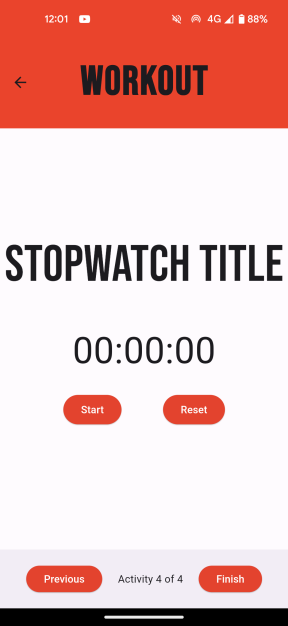 12:01 4G 88%
WORKOUT
STOPWATCH TITLE
00:00:00
Start Reset
Previous Activity 4 of 4 Finish